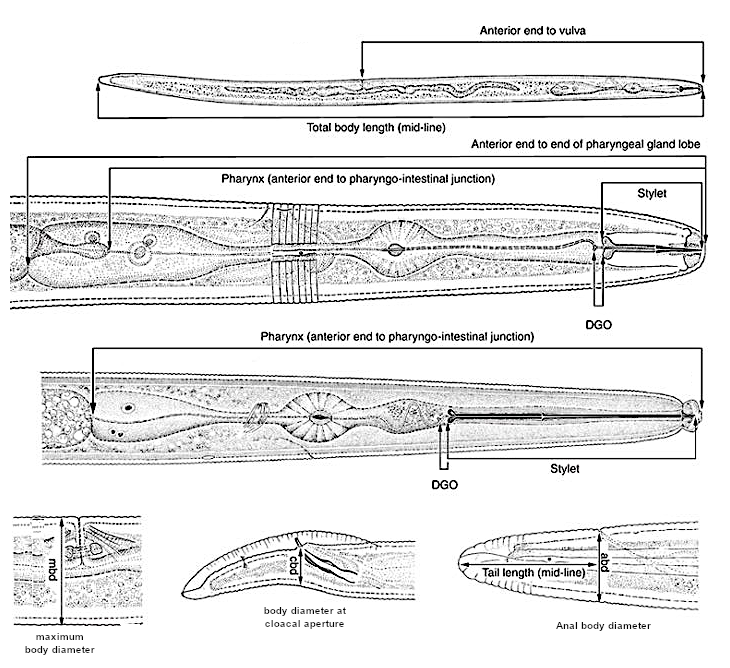 Anterior end to vulva
Total body length (mid-line)
Anterior end to end of pharyngeal gland lobe
Pharynx (anterior end to pharyngo-intestinal junction)
Stylet
DGO
Pharynx (anterior end to pharyngo-intestinal junction)
Stylet
DGO
mbd
cbd
Tail length (mid-line)
abd
body diameter at
cloacal aperture
Anal body diameter
maximum
body diameter